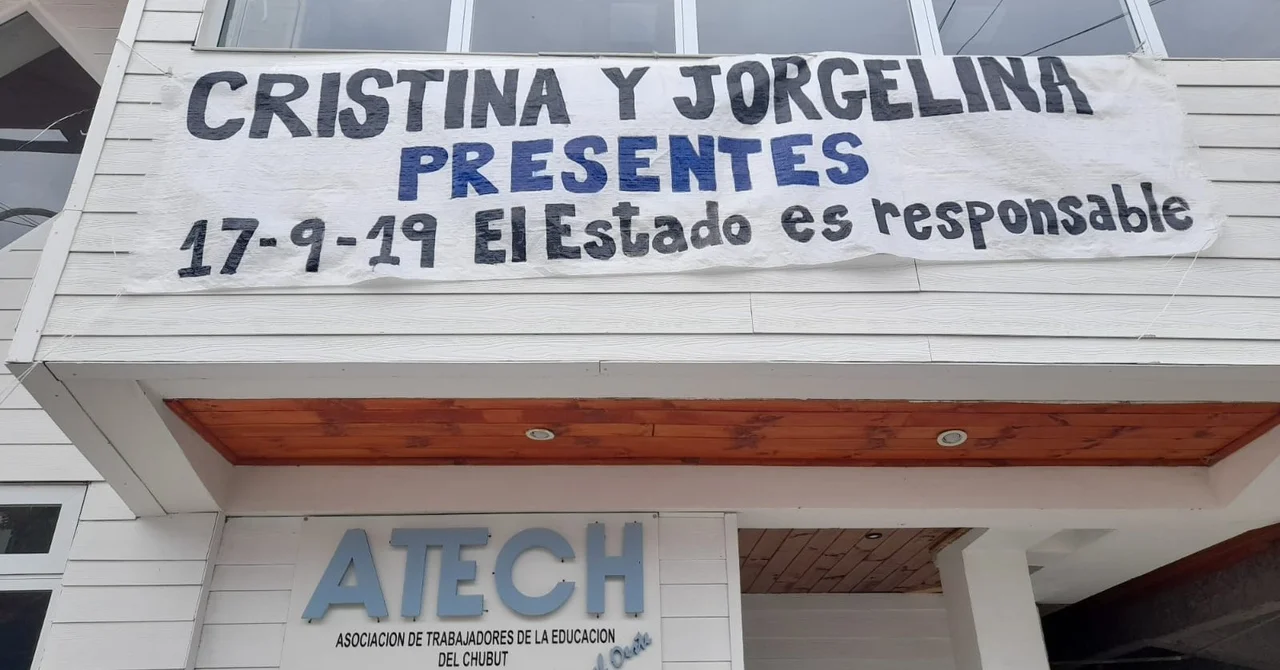 CRISTINA Y JORGELINA
PRESENTES
17-9-19 El Estado es responsable
ATECH
ASOCIACION DE TRABAJADORES DE LA EDUCACION
DEL CHUBUT
Oeste